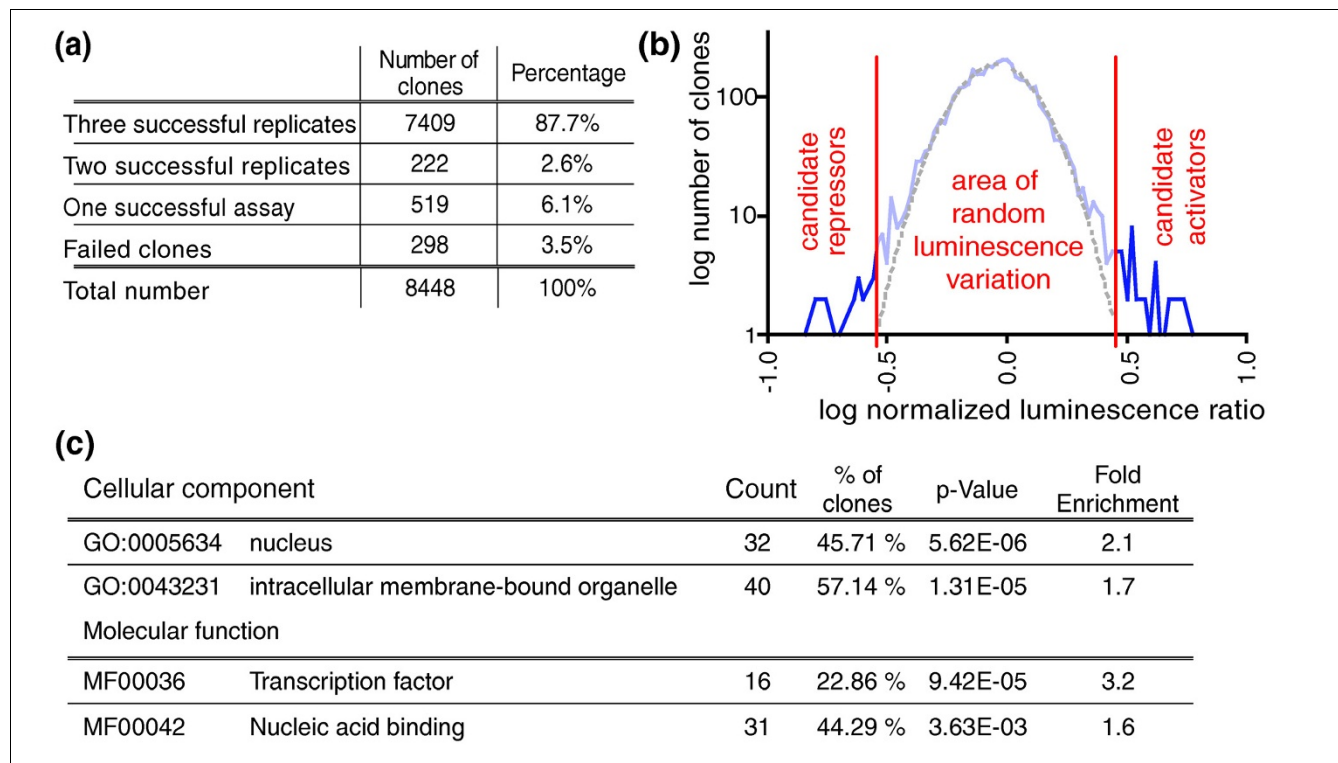 (a)
Number of clones Percentage
Three successful replicates 7409 87.7%
Two successful replicates 222 2.6%
One successful assay 519 6.1%
Failed clones 298 3.5%
Total number 8448 100%
(b)
log number of clones
100
10
1
candidate
repressors
area of
random
luminescence
variation
candidate
activators
-1.0 -0.5 0.0 0.5 1.0
log normalized luminescence ratio
(c)
Cellular component Count % of clones p-Value Fold Enrichment
GO:0005634 nucleus 32 45.71 % 5.62E-06 2.1
GO:0043231 intracellular membrane-bound organelle 40 57.14 % 1.31E-05 1.7
Molecular function
MF00036 Transcription factor 16 22.86 % 9.42E-05 3.2
MF00042 Nucleic acid binding 31 44.29 % 3.63E-03 1.6